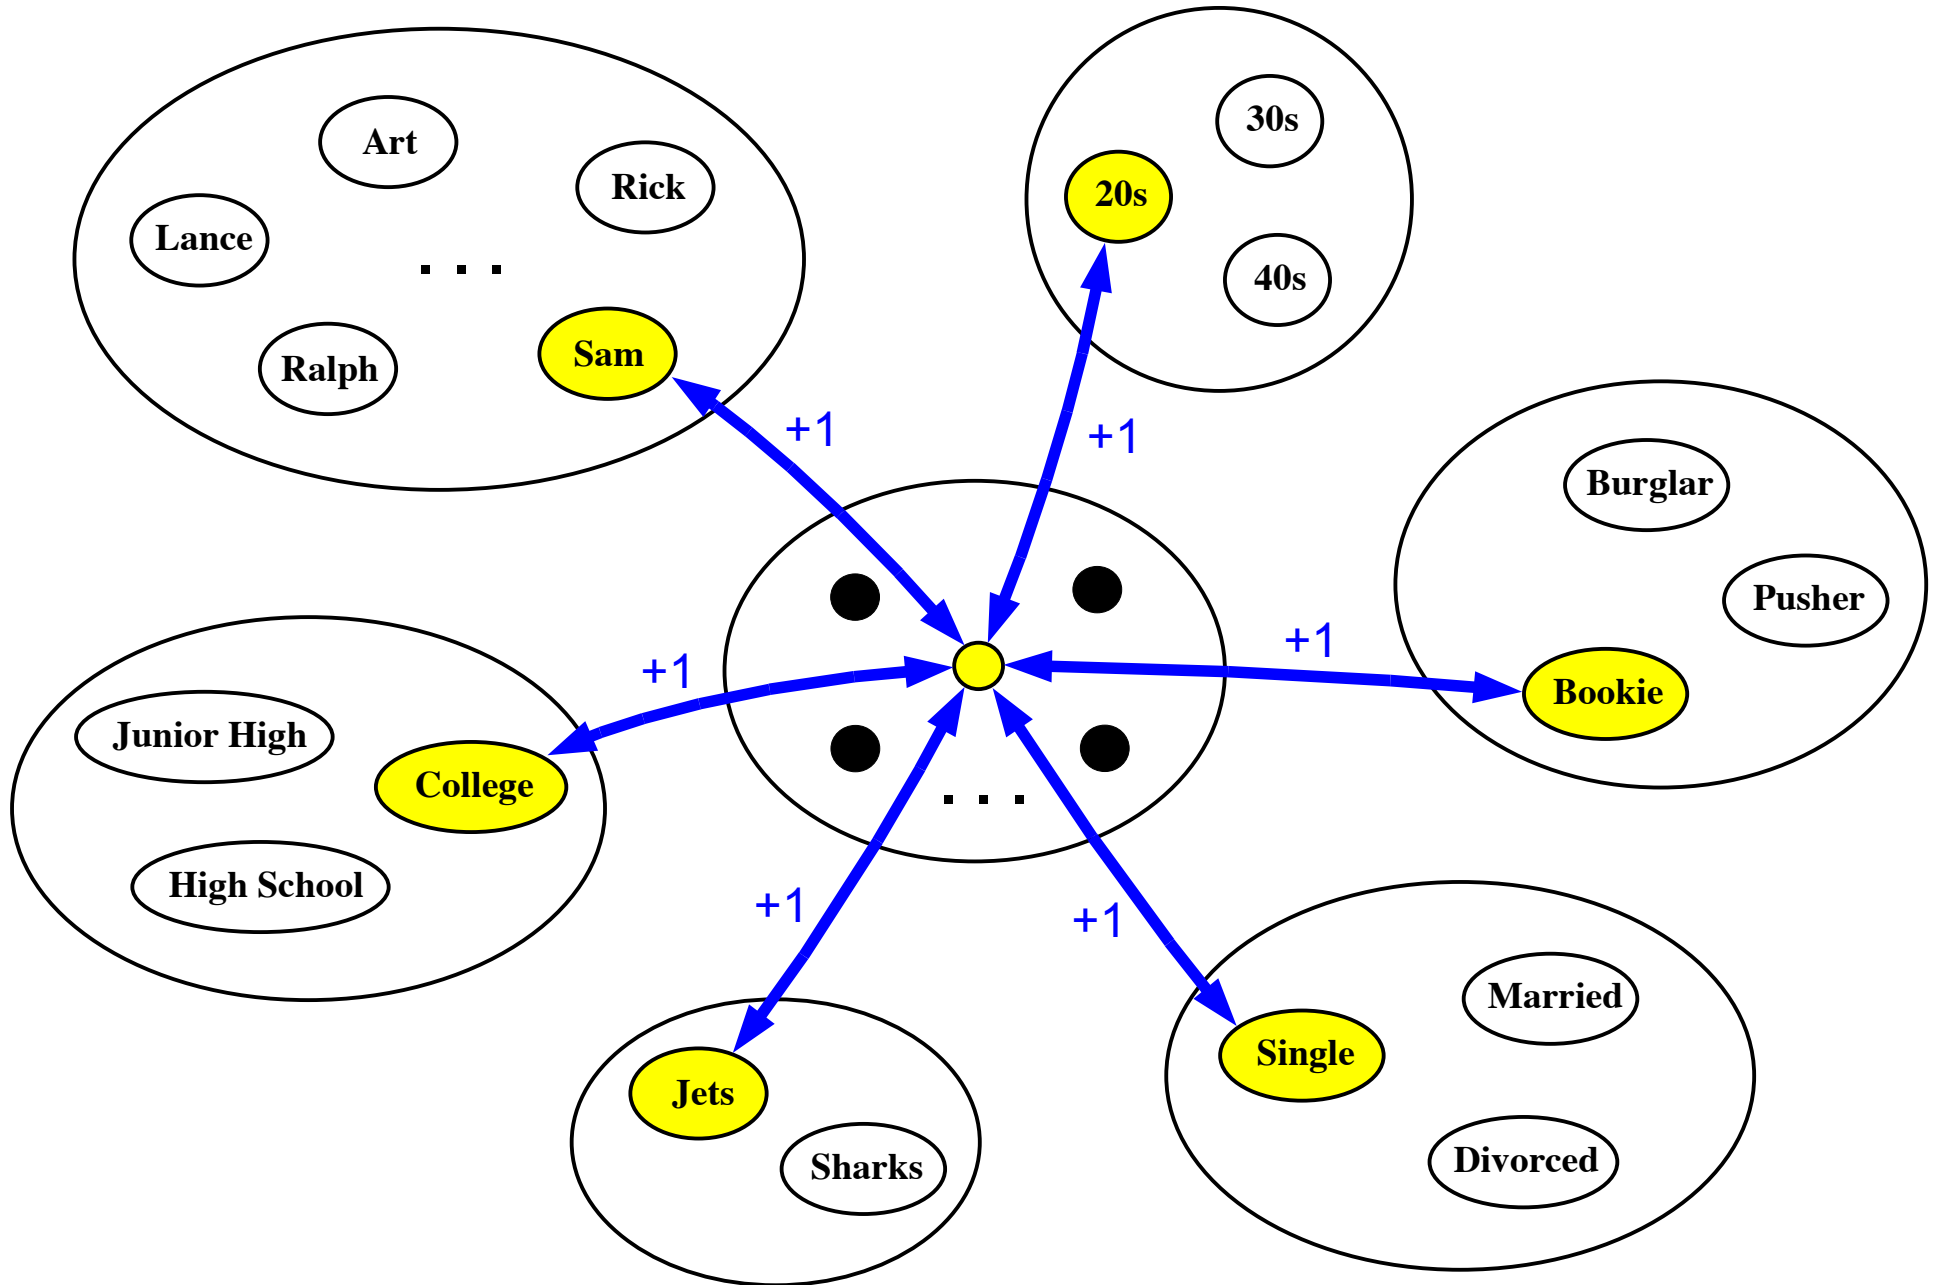 Art
Rick
Lance
. . .
Ralph
Sam
30s
20s
40s
+1
+1
Burglar
Pusher
Bookie
+1
+1
Junior High
College
High School
. . .
+1
+1
Jets
Sharks
Married
Single
Divorced